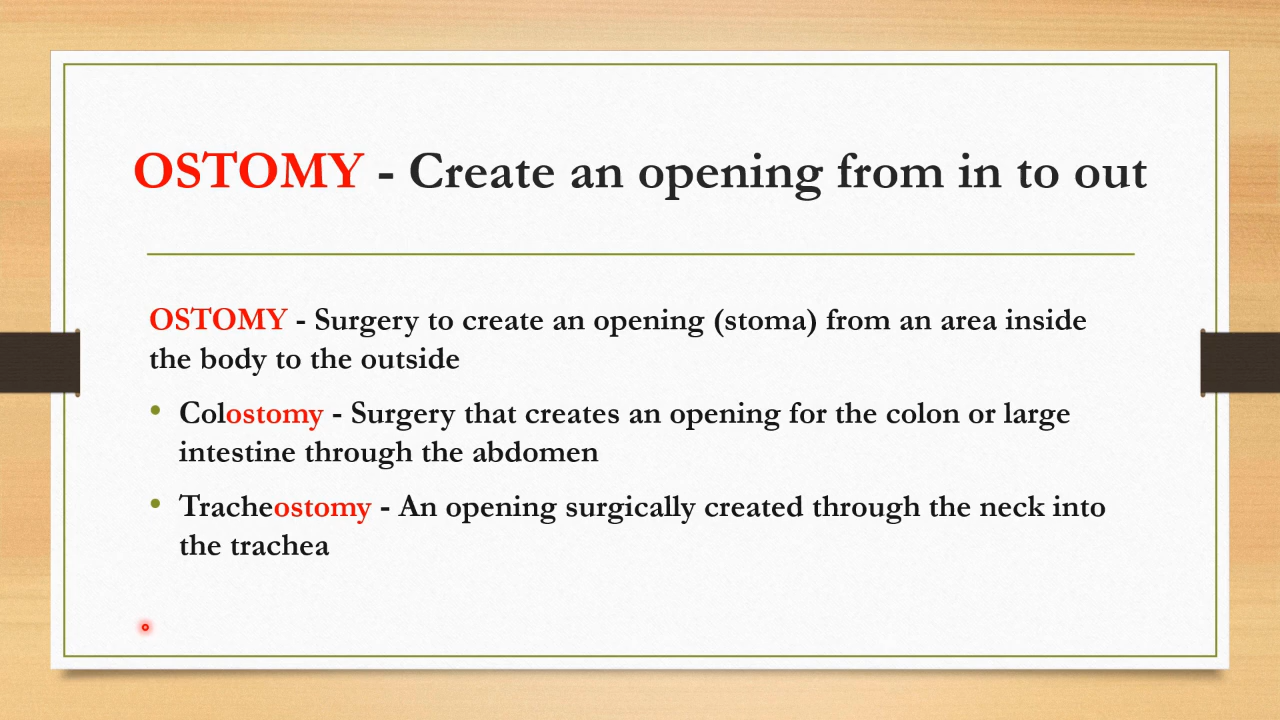 OSTOMY - Create an opening from in to out
OSTOMY - Surgery to create an opening (stoma) from an area inside
the body to the outside
• Colostomy - Surgery that creates an opening for the colon or large
intestine through the abdomen
• Tracheostomy - An opening surgically created through the neck into
the trachea